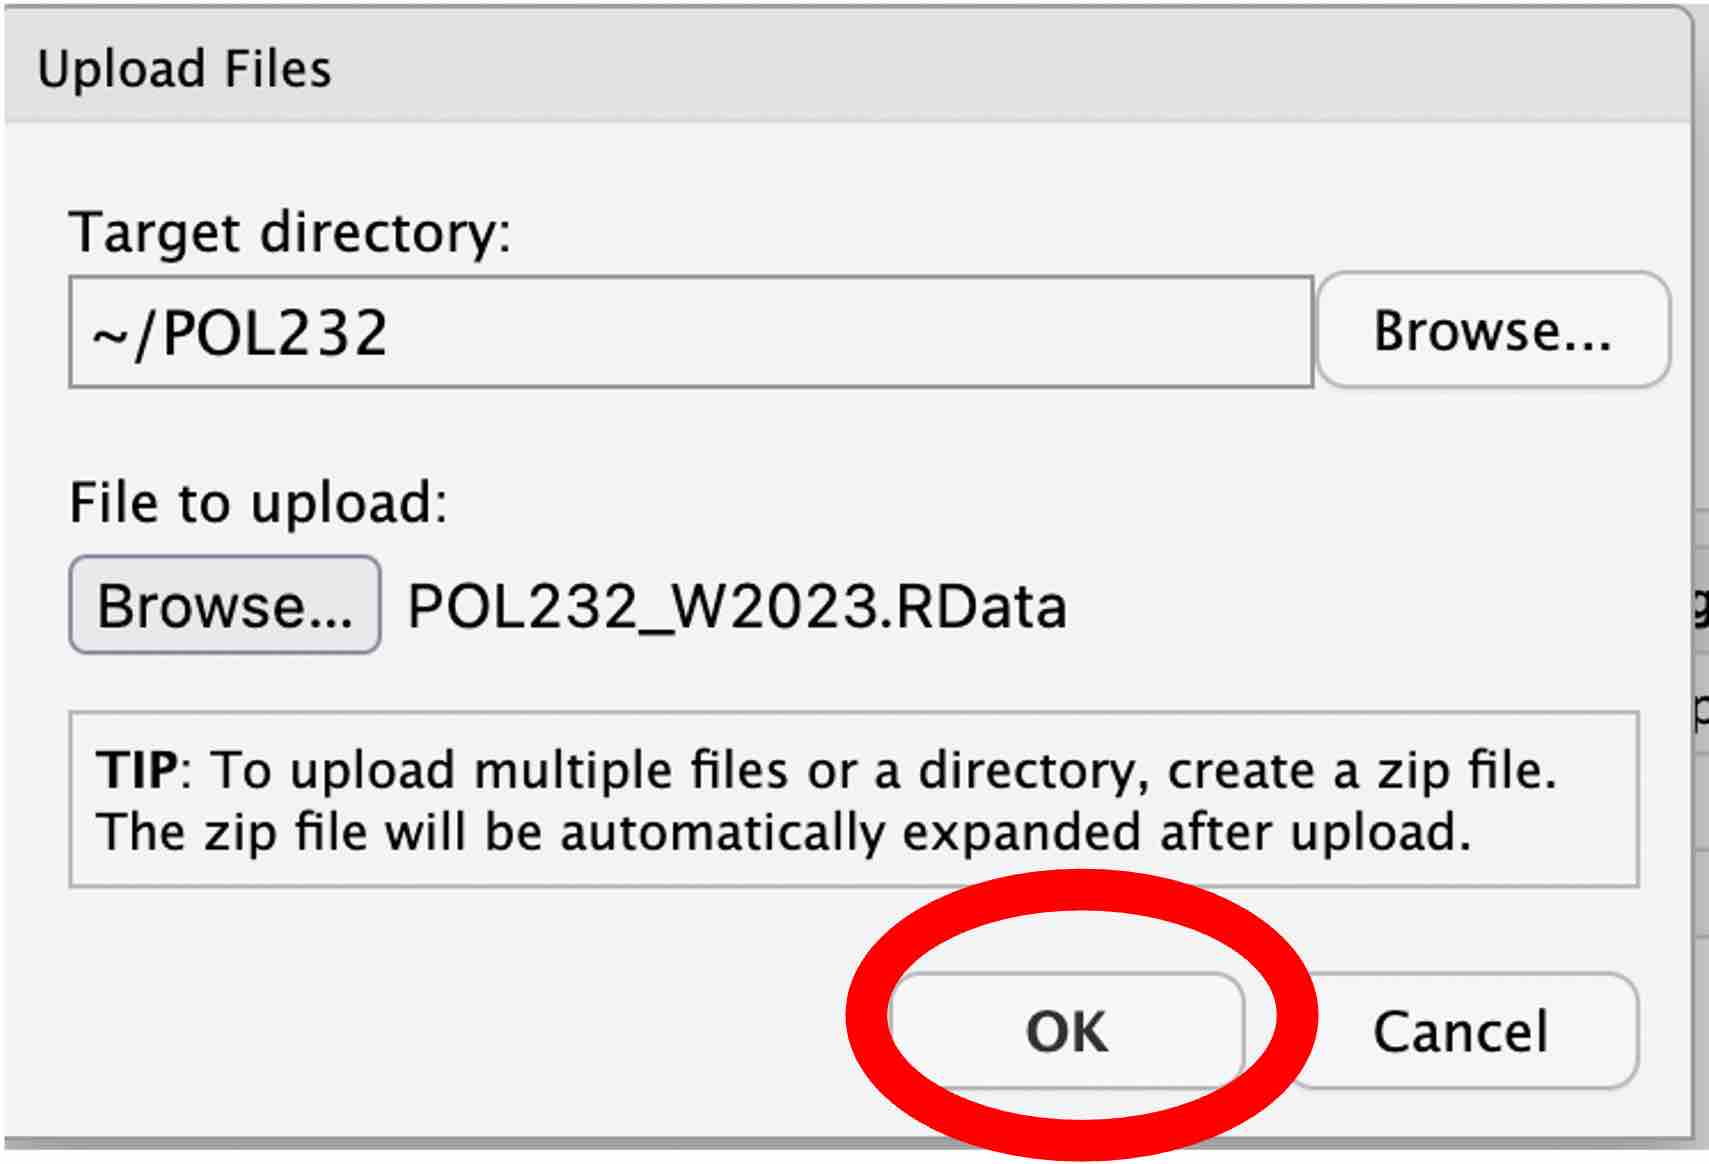 Upload Files
Target directory:
~/POL232
Browse...
File to upload:
Browse... POL232_W2023.RData
TIP: To upload multiple files or a directory, create a zip file.
The zip file will be automatically expanded after upload.
OK
Cancel